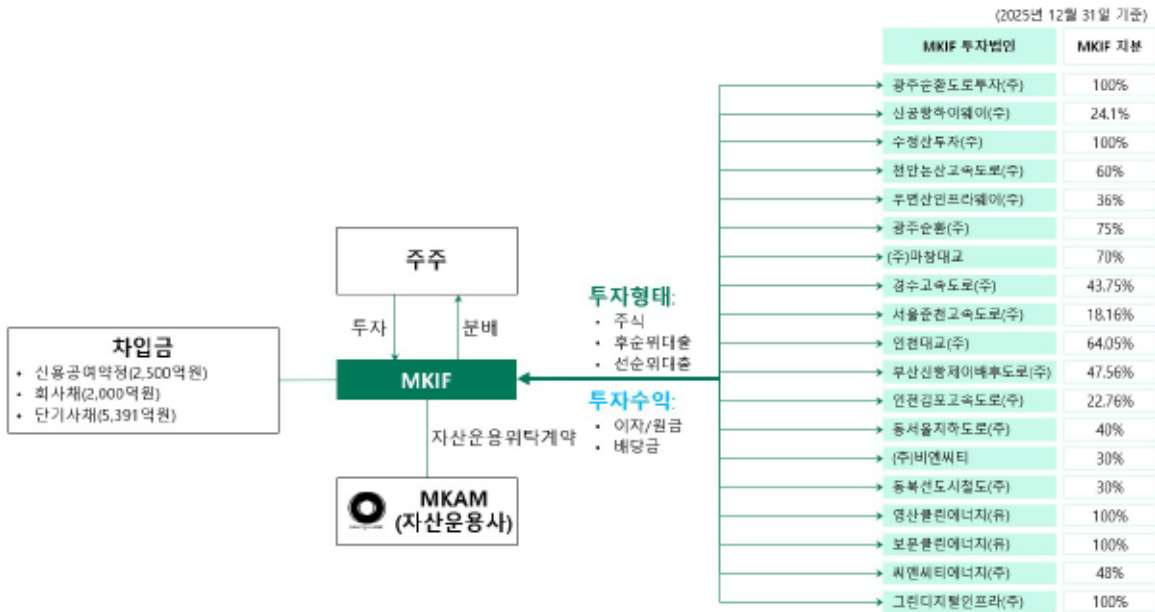 (2025년 12월 31일 기준)
MKIF 투자법인 MKIF 지분
광주순환도로투자(주) 100%
신공항하이웨이(주) 24.1%
수정산투자(주) 100%
천안논산고속도로(주) 60%
우면산인프라웨이(주) 36%
광주순환(주) 75%
(주)마창대교 70%
경수고속도로(주) 43.75%
서울춘천고속도로(주) 18.16%
인천대교(주) 64.05%
부산신항제이배후도로(주) 47.56%
인천김포고속도로(주) 22.76%
동서울지하도로(주) 40%
(주)비엔씨티 30%
동북선도시철도(주) 30%
영산클린에너지(유) 100%
보문클린에너지(유) 100%
씨엔씨티에너지(주) 48%
그린디지털인프라(주) 100%
주주
투자
분배
차입금
• 신용공여약정(2,500억원)
• 회사채(2,000억원)
• 단기사채(5,391억원)
MKIF
투자형태:
• 주식
• 후순위대출
• 선순위대출
투자수익:
• 이자/원금
• 배당금
자산운용위탁계약
MKAM
(자산운용사)